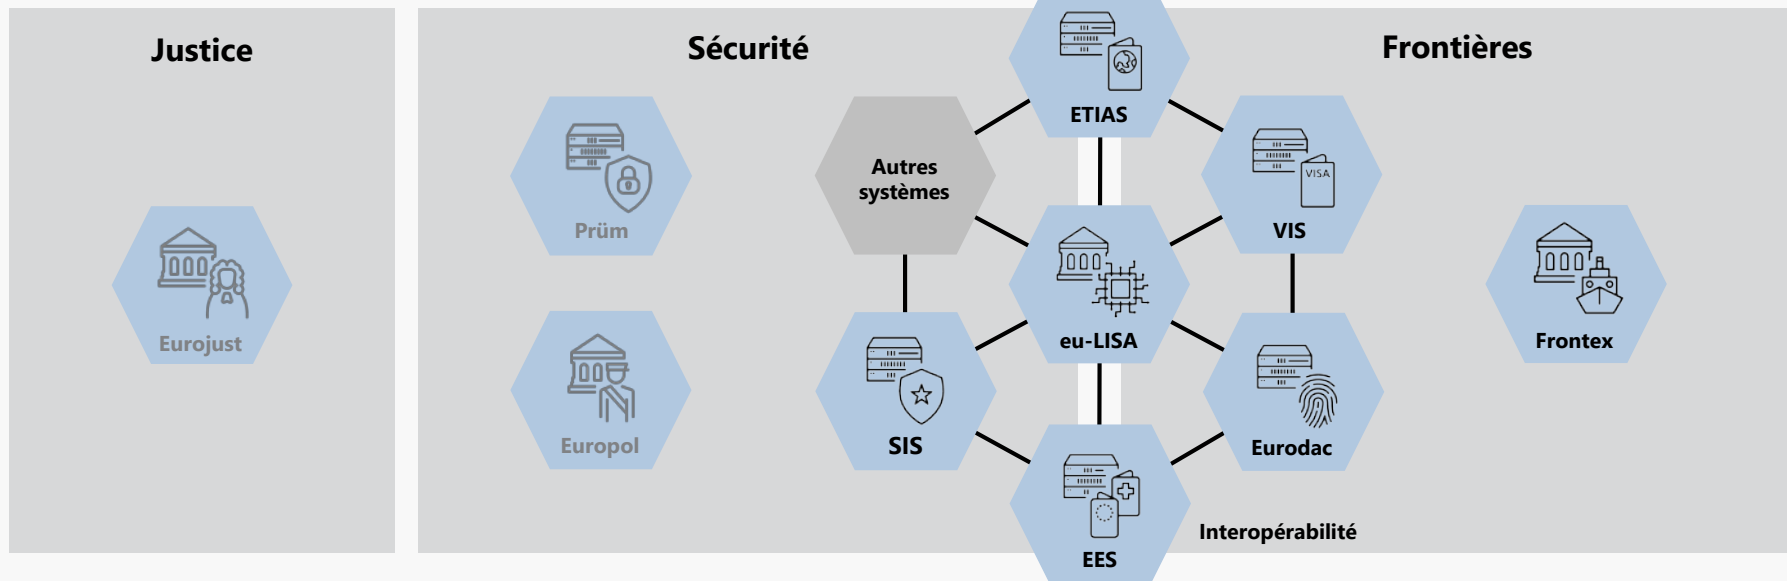 Justice
Sécurité
Frontières
ETIAS
Autres
systèmes
VISA
Prüm
VIS
eu-LISA
Eurojust
Frontex
Europol
SIS
Eurodac
Interopérabilité
EES